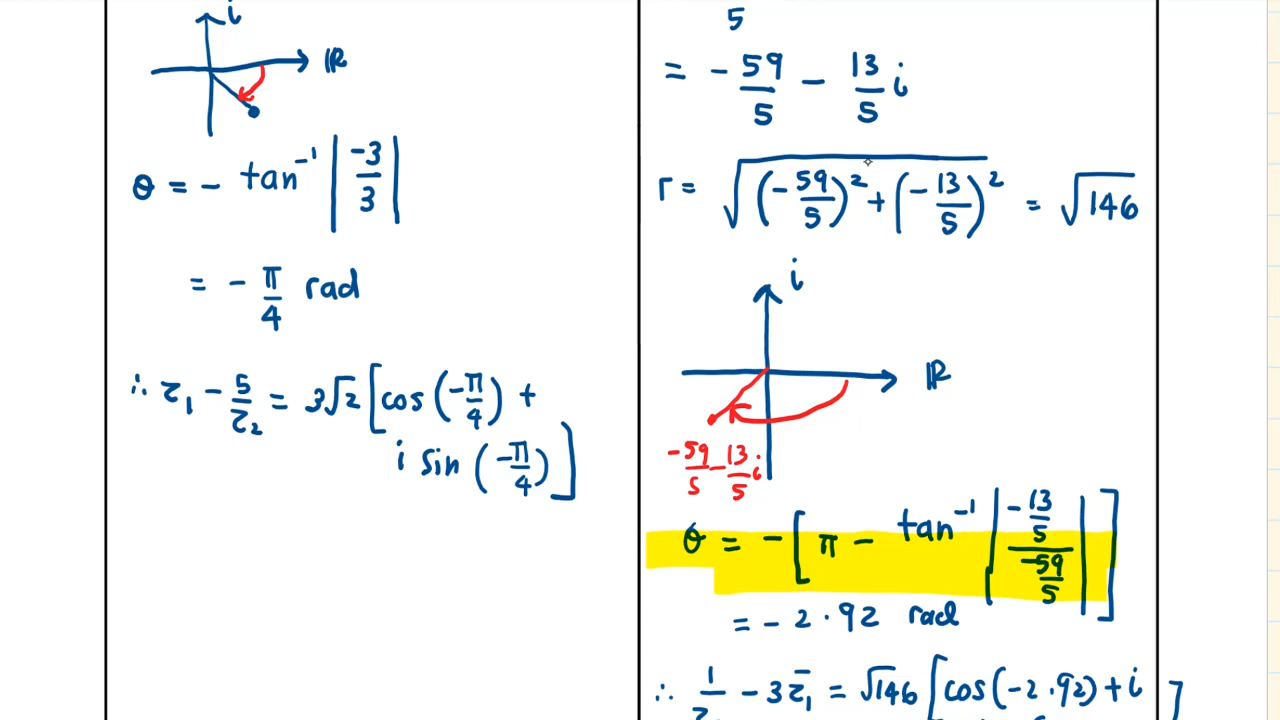 i
ℝ
θ = - tan⁻¹ | -3/3 |
= - π/4 rad
∴ z₁ - 5/z₂ = 3√2 [cos (-π/4) +
i sin (-π/4)]
5
= - 59/5 - 13/5 i
r = √((-59/5)² + (-13/5)²) = √146
i
ℝ
-59/5 - 13/5 i
θ = - [π - tan⁻¹ | (-13/5)/(-59/5) |]
= - 2.92 rad
∴ 1/z₂ - 3z̄₁ = √146 [cos(-2.92) + i